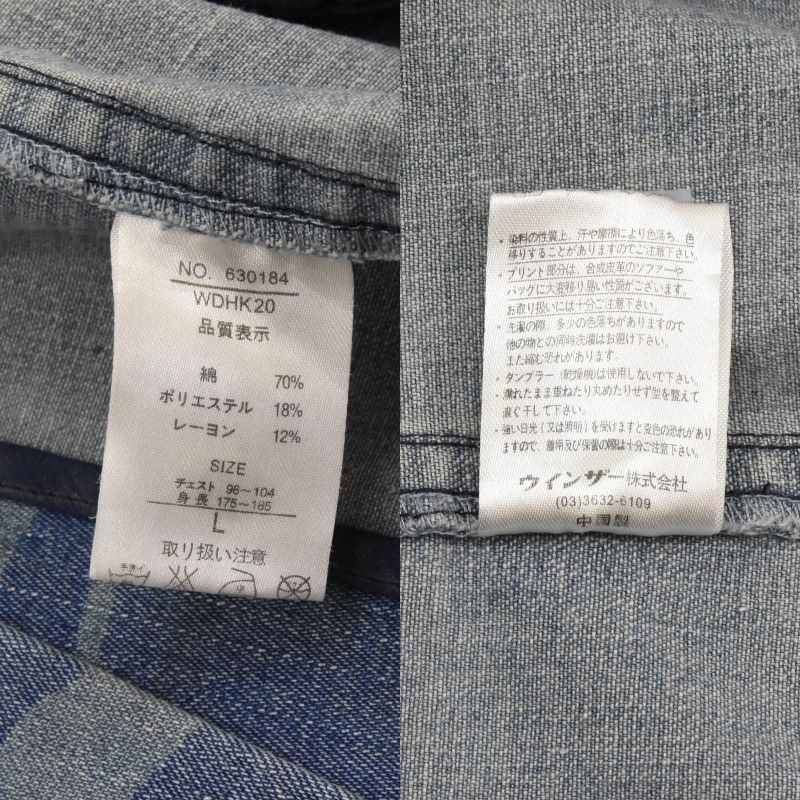 NO. 630184
WDHK20
品質表示
綿 70%
ポリエステル 18%
レーヨン 12%
SIZE
チェスト 96~104
身長 175~185
L
取り扱い注意
・染料の性質上、汗や摩擦により色落ち、色
移りすることがありますのでご注意下さい。
・プリント部分は、合成皮革のソファーや
バッグに大変移り易い性質がございます。
お取り扱いには十分ご注意下さい。
・洗濯の際、多少の色落ちがありますので
他の物との同時洗濯はお避け下さい。
また縮む恐れがあります。
・タンブラー(乾燥機)は使用しないで下さい。
・濡れたまま重ねたり丸めたりせず型を整えて
直ぐ干して下さい。
・強い日光(又は照明)を受けますと変色の恐れがあり
ますので、着用及び保管の際は十分ご注意下さい。
ウインザー株式会社
(03)3632-6109
中国製